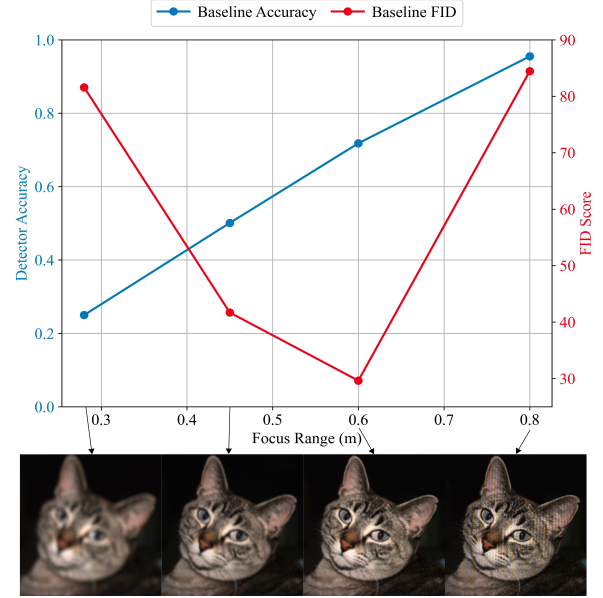 Baseline Accuracy Baseline FID
1.0 90
80
0.8
70
0.6 60
50
0.4
40
0.2
30
0.0
0.3 0.4 0.5 0.6 0.7 0.8
Detector Accuracy
FID Score
Focus Range (m)